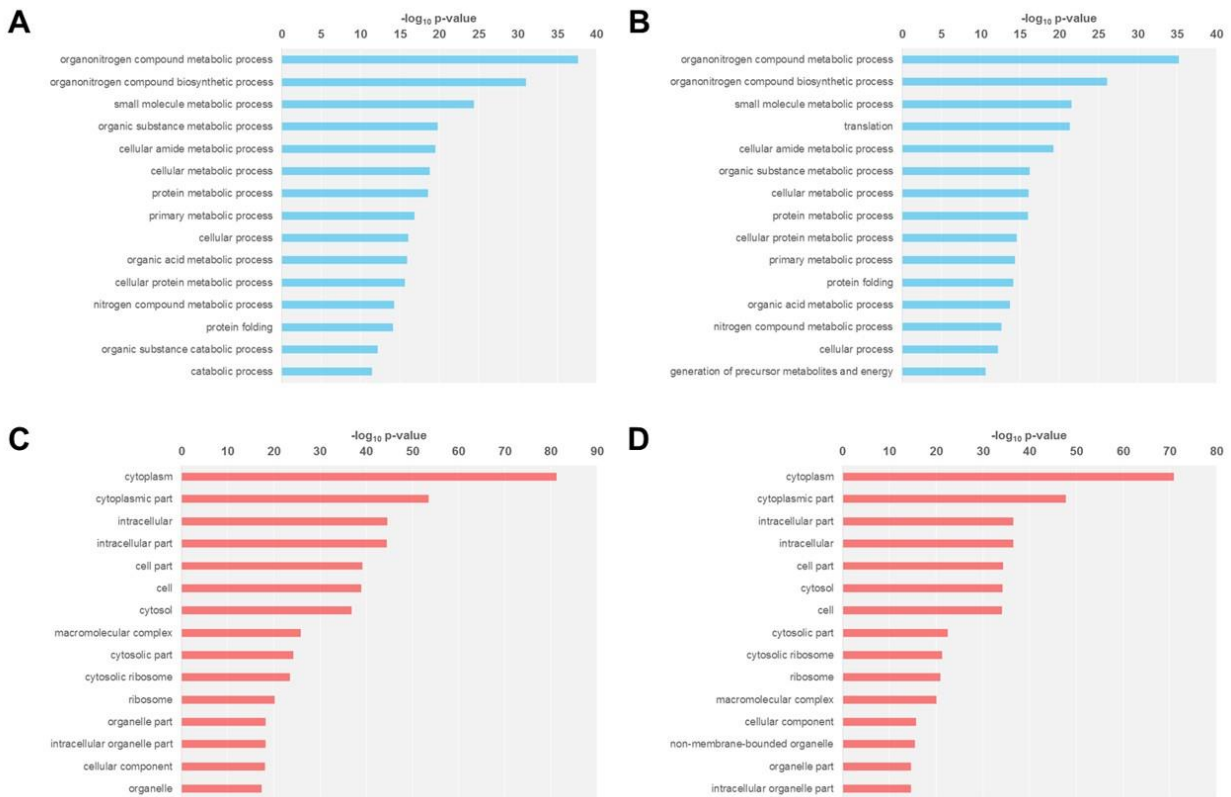 A
-log10 p-value
0 5 10 15 20 25 30 35 40
organonitrogen compound metabolic process
organonitrogen compound biosynthetic process
small molecule metabolic process
organic substance metabolic process
cellular amide metabolic process
cellular metabolic process
protein metabolic process
primary metabolic process
cellular process
organic acid metabolic process
cellular protein metabolic process
nitrogen compound metabolic process
protein folding
organic substance catabolic process
catabolic process
B
-log10 p-value
0 5 10 15 20 25 30 35 40
organonitrogen compound metabolic process
organonitrogen compound biosynthetic process
small molecule metabolic process
translation
cellular amide metabolic process
organic substance metabolic process
cellular metabolic process
protein metabolic process
cellular protein metabolic process
primary metabolic process
protein folding
organic acid metabolic process
nitrogen compound metabolic process
cellular process
generation of precursor metabolites and energy
C
-log10 p-value
0 10 20 30 40 50 60 70 80 90
cytoplasm
cytoplasmic part
intracellular
intracellular part
cell part
cell
cytosol
macromolecular complex
cytosolic part
cytosolic ribosome
ribosome
organelle part
intracellular organelle part
cellular component
organelle
D
-log10 p-value
0 10 20 30 40 50 60 70 80
cytoplasm
cytoplasmic part
intracellular part
intracellular
cell part
cytosol
cell
cytosolic part
cytosolic ribosome
ribosome
macromolecular complex
cellular component
non-membrane-bounded organelle
organelle part
intracellular organelle part